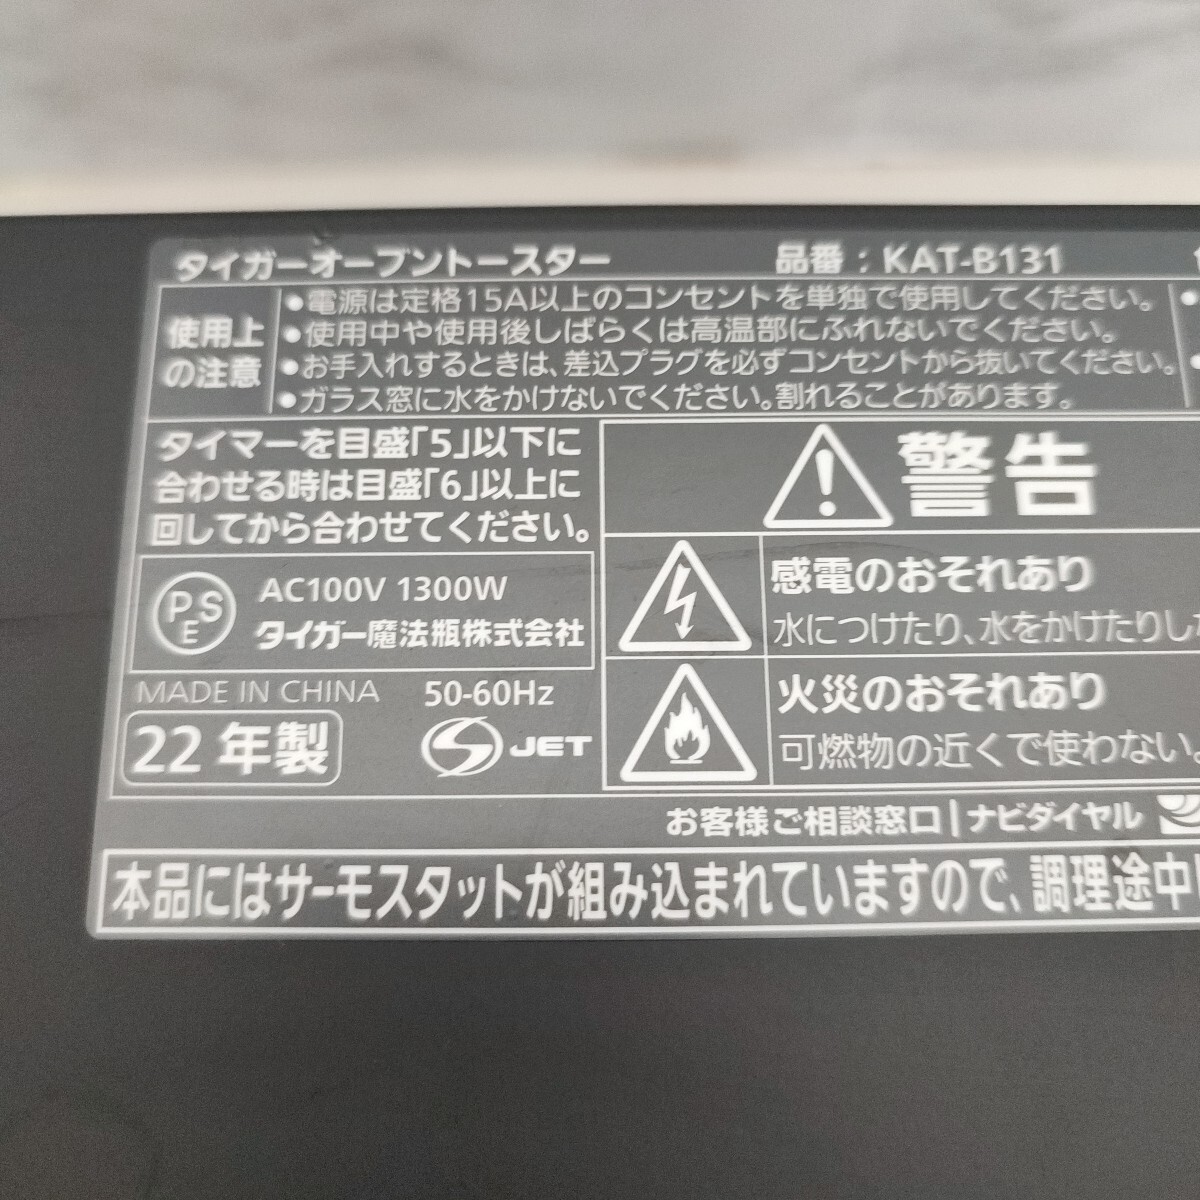 タイガーオーブントースター 品番：KAT-B131
使用上の注意
•電源は定格15A以上のコンセントを単独で使用してください。
•使用中や使用後しばらくは高温部にふれないでください。
•お手入れするときは、差込プラグを必ずコンセントから抜いてください。
•ガラス窓に水をかけないでください。割れることがあります。
タイマーを目盛「5」以下に
合わせる時は目盛「6」以上に
回してから合わせてください。
PSE
AC100V 1300W
タイガー魔法瓶株式会社
MADE IN CHINA 50-60Hz
22 年製
S JET
警告
感電のおそれあり
水につけたり、水をかけたりした
火災のおそれあり
可燃物の近くで使わない。
お客様ご相談窓口|ナビダイヤル
本品にはサーモスタットが組み込まれていますので、調理途中